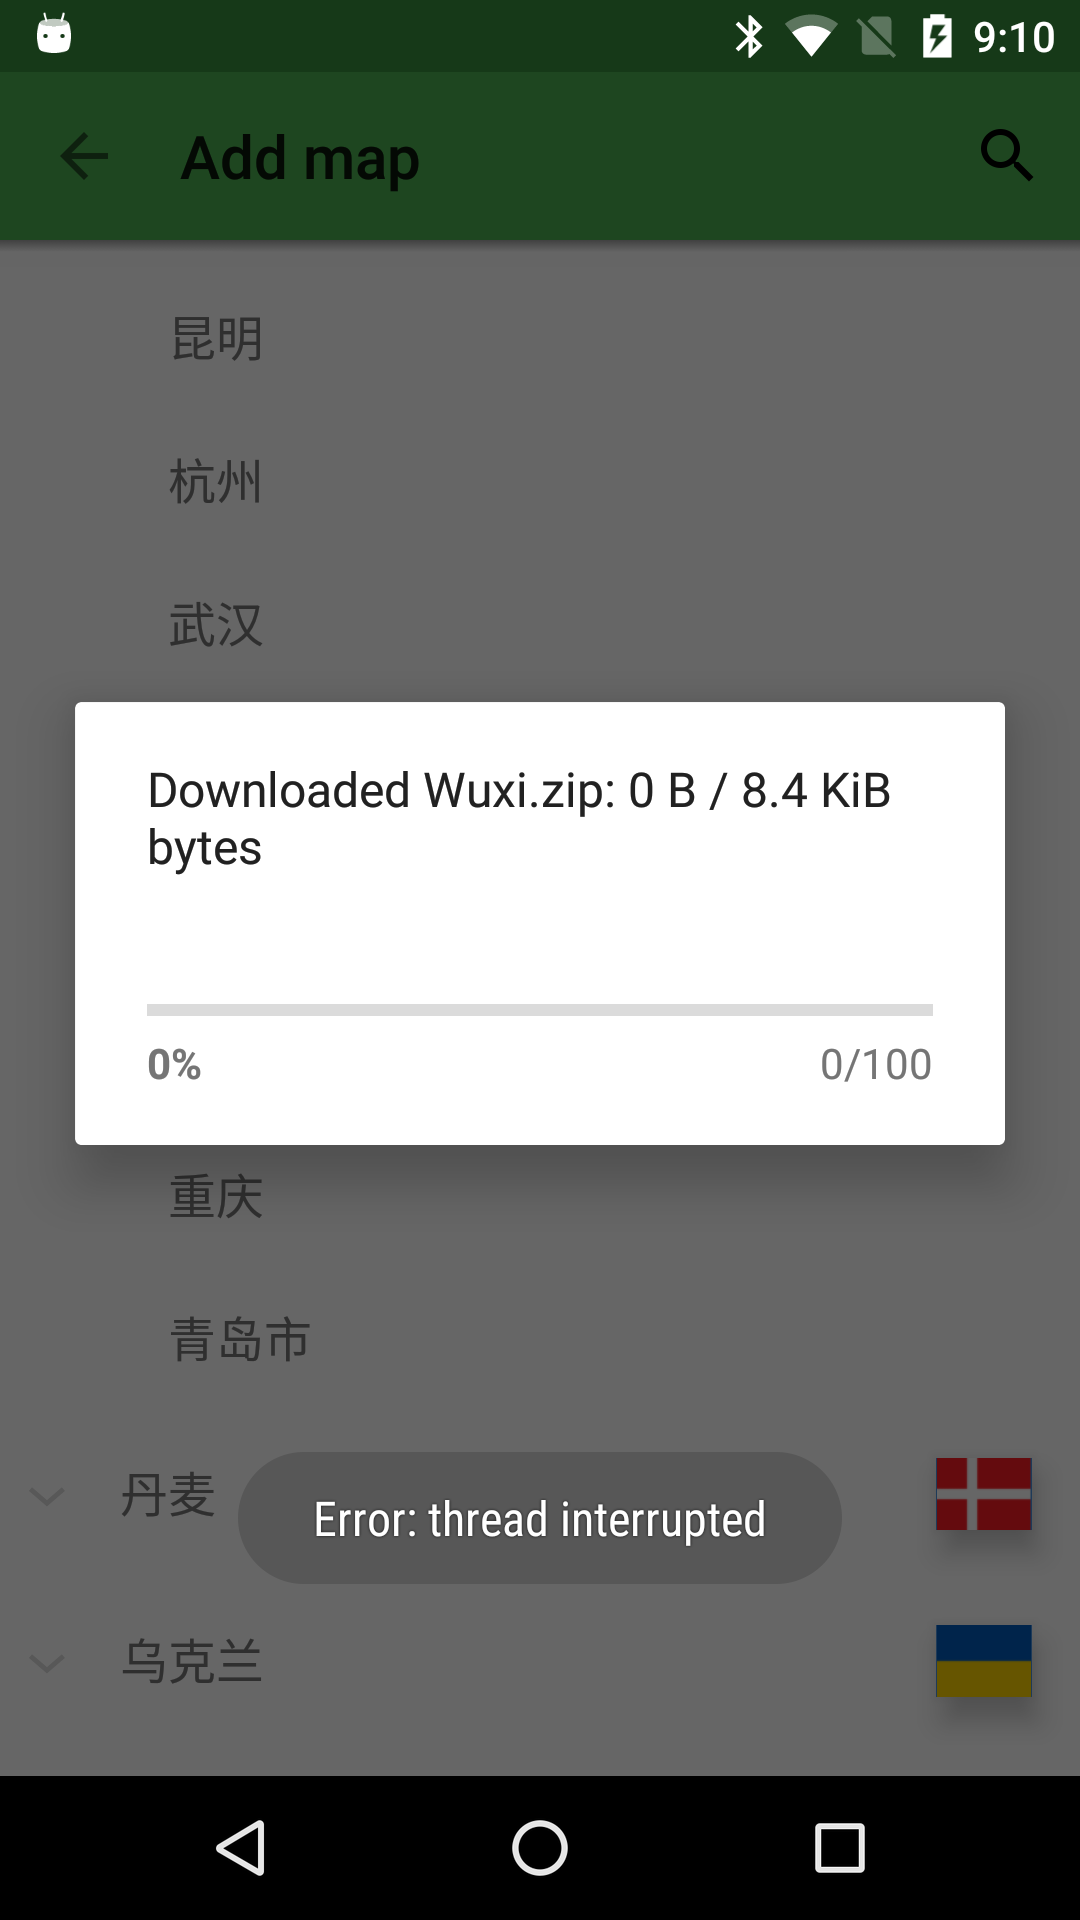 9:10
Add map
昆明
杭州
武汉
Downloaded Wuxi.zip: 0 B / 8.4 KiB
bytes
0%
0/100
重庆
青岛市
丹麦
Error: thread interrupted
乌克兰